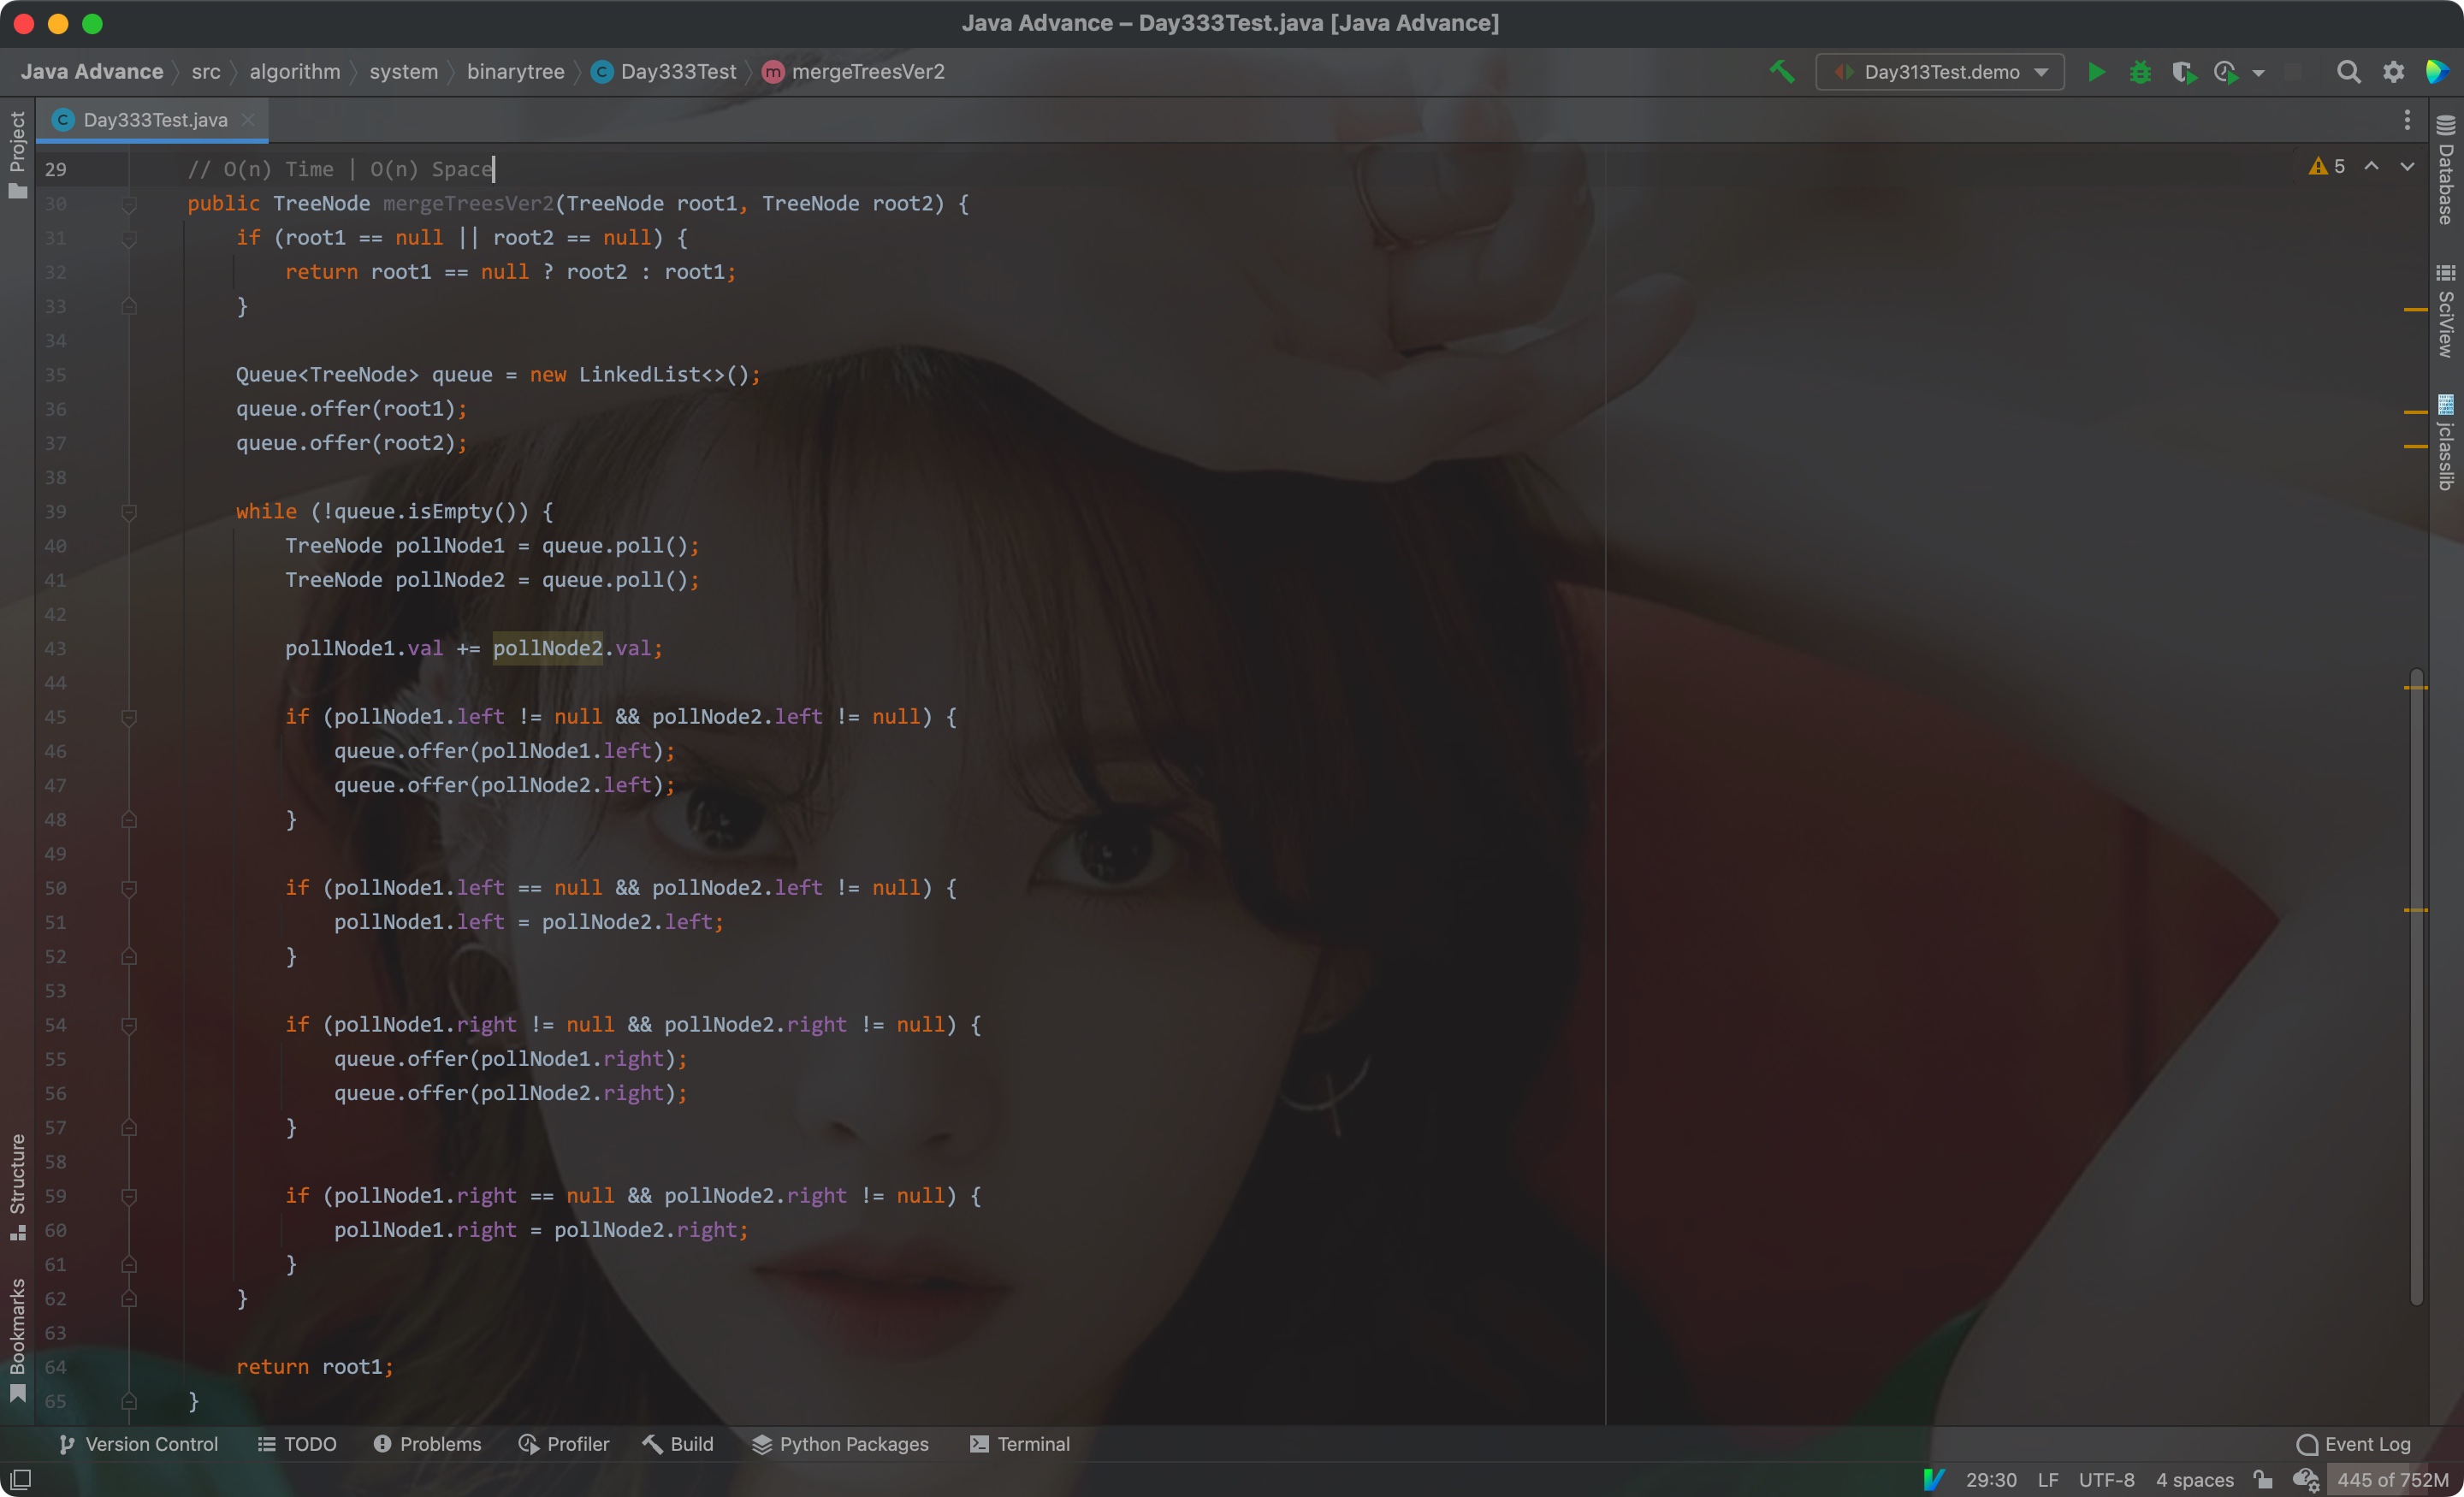 Java Advance – Day333Test.java [Java Advance]
Java Advance src algorithm system binarytree C Day333Test m mergeTreesVer2 Day313Test.demo
Project
C Day333Test.java
Database
SciView
jclasslib
5
29 // O(n) Time | O(n) Space
30 public TreeNode mergeTreesVer2(TreeNode root1, TreeNode root2) {
31 if (root1 == null || root2 == null) {
32 return root1 == null ? root2 : root1;
33 }
34
35 Queue<TreeNode> queue = new LinkedList<>();
36 queue.offer(root1);
37 queue.offer(root2);
38
39 while (!queue.isEmpty()) {
40 TreeNode pollNode1 = queue.poll();
41 TreeNode pollNode2 = queue.poll();
42
43 pollNode1.val += pollNode2.val;
44
45 if (pollNode1.left != null && pollNode2.left != null) {
46 queue.offer(pollNode1.left);
47 queue.offer(pollNode2.left);
48 }
49
50 if (pollNode1.left == null && pollNode2.left != null) {
51 pollNode1.left = pollNode2.left;
52 }
53
54 if (pollNode1.right != null && pollNode2.right != null) {
55 queue.offer(pollNode1.right);
56 queue.offer(pollNode2.right);
57 }
58
59 if (pollNode1.right == null && pollNode2.right != null) {
60 pollNode1.right = pollNode2.right;
61 }
62 }
63
64 return root1;
65 }
Structure
Bookmarks
Version Control TODO Problems Profiler Build Python Packages Terminal Event Log
29:30 LF UTF-8 4 spaces 445 of 752M